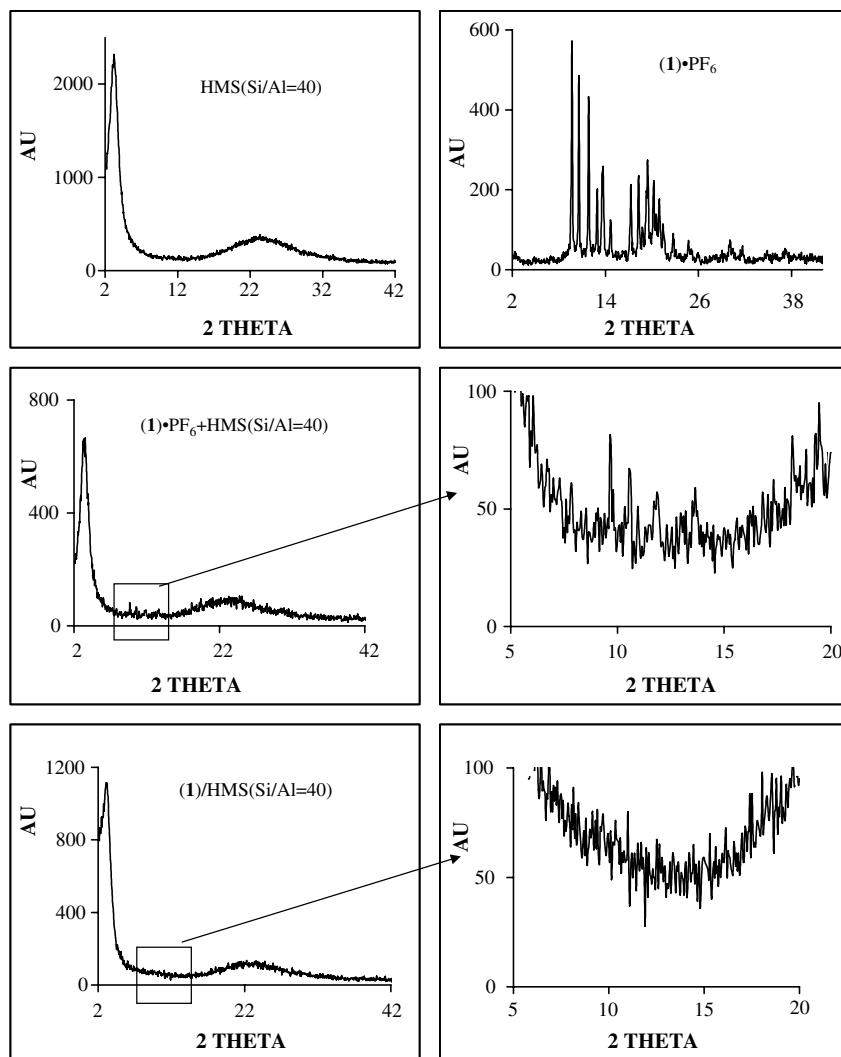 HMS(Si/Al=40)
AU
2000
1000
0
2 12 22 32 42
2 THETA
(1)•PF6
AU
600
400
200
0
2 14 26 38
2 THETA
(1)•PF6+HMS(Si/Al=40)
AU
800
400
0
2 22 42
2 THETA
AU
100
50
0
5 10 15 20
2 THETA
(1)/HMS(Si/Al=40)
AU
1200
800
400
0
2 22 42
2 THETA
AU
100
50
0
5 10 15 20
2 THETA